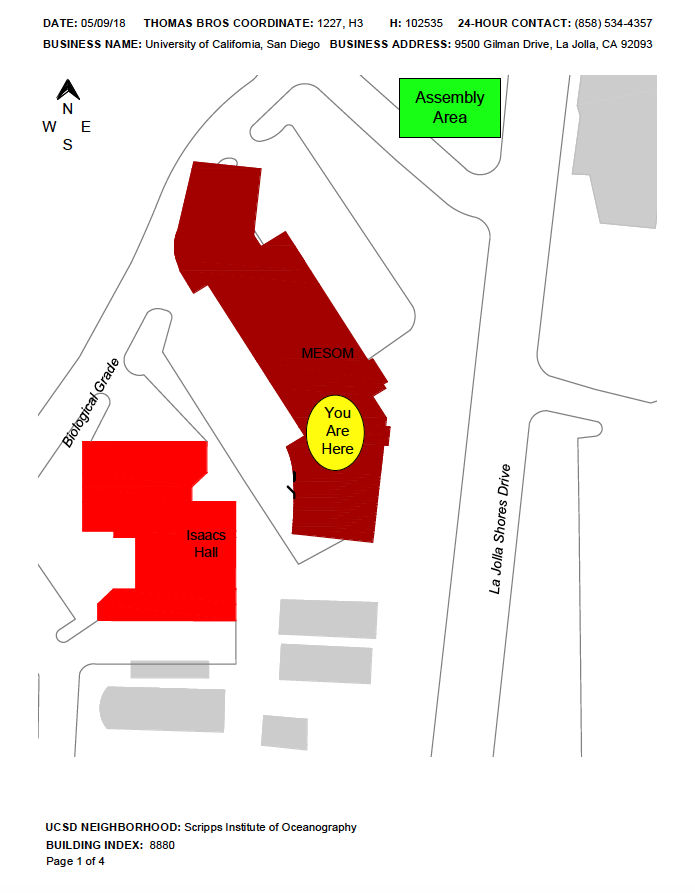 DATE: 05/09/18 THOMAS BROS COORDINATE: 1227, H3 H: 102535 24-HOUR CONTACT: (858) 534-4357
BUSINESS NAME: University of California, San Diego BUSINESS ADDRESS: 9500 Gilman Drive, La Jolla, CA 92093
N
W E
S
Assembly
Area
MESOM
Biological Grade
You
Are
Here
La Jolla Shores Drive
Isaacs
Hall
UCSD NEIGHBORHOOD: Scripps Institute of Oceanography
BUILDING INDEX: 8880
Page 1 of 4